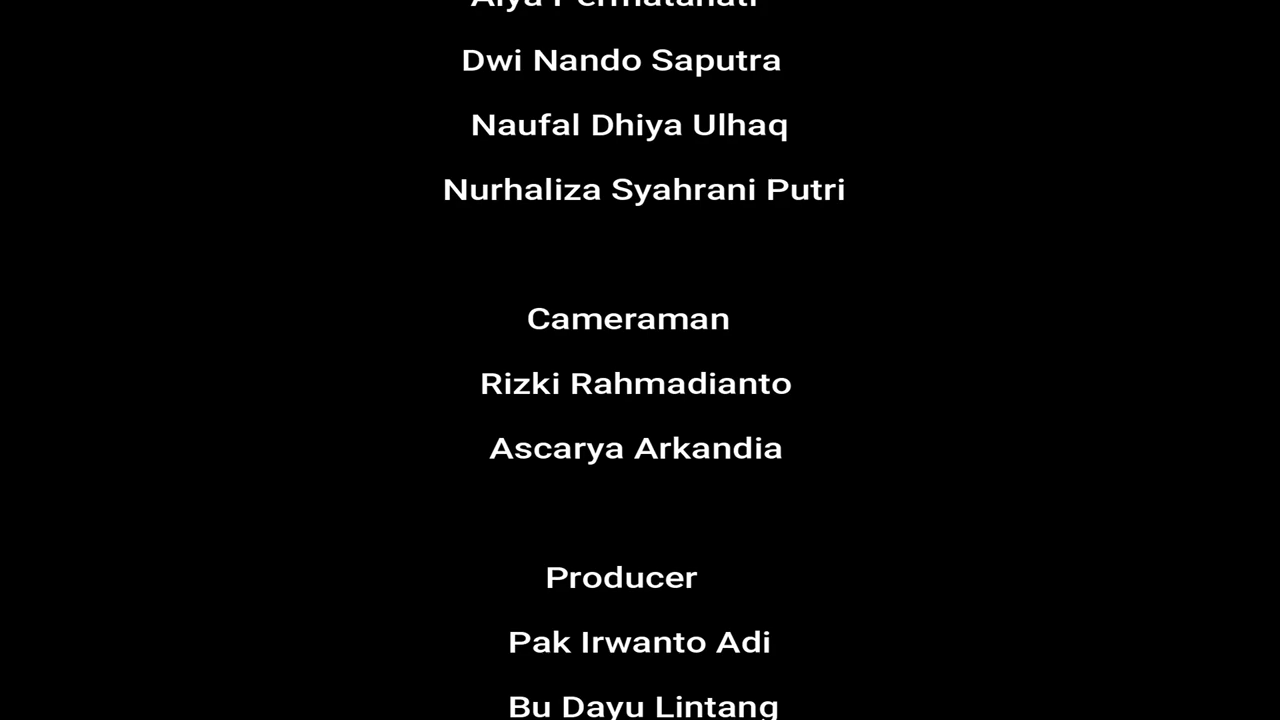 Dwi Nando Saputra
Naufal Dhiya Ulhaq
Nurhaliza Syahrani Putri
Cameraman
Rizki Rahmadianto
Ascarya Arkandia
Producer
Pak Irwanto Adi
Bu Dayu Lintang